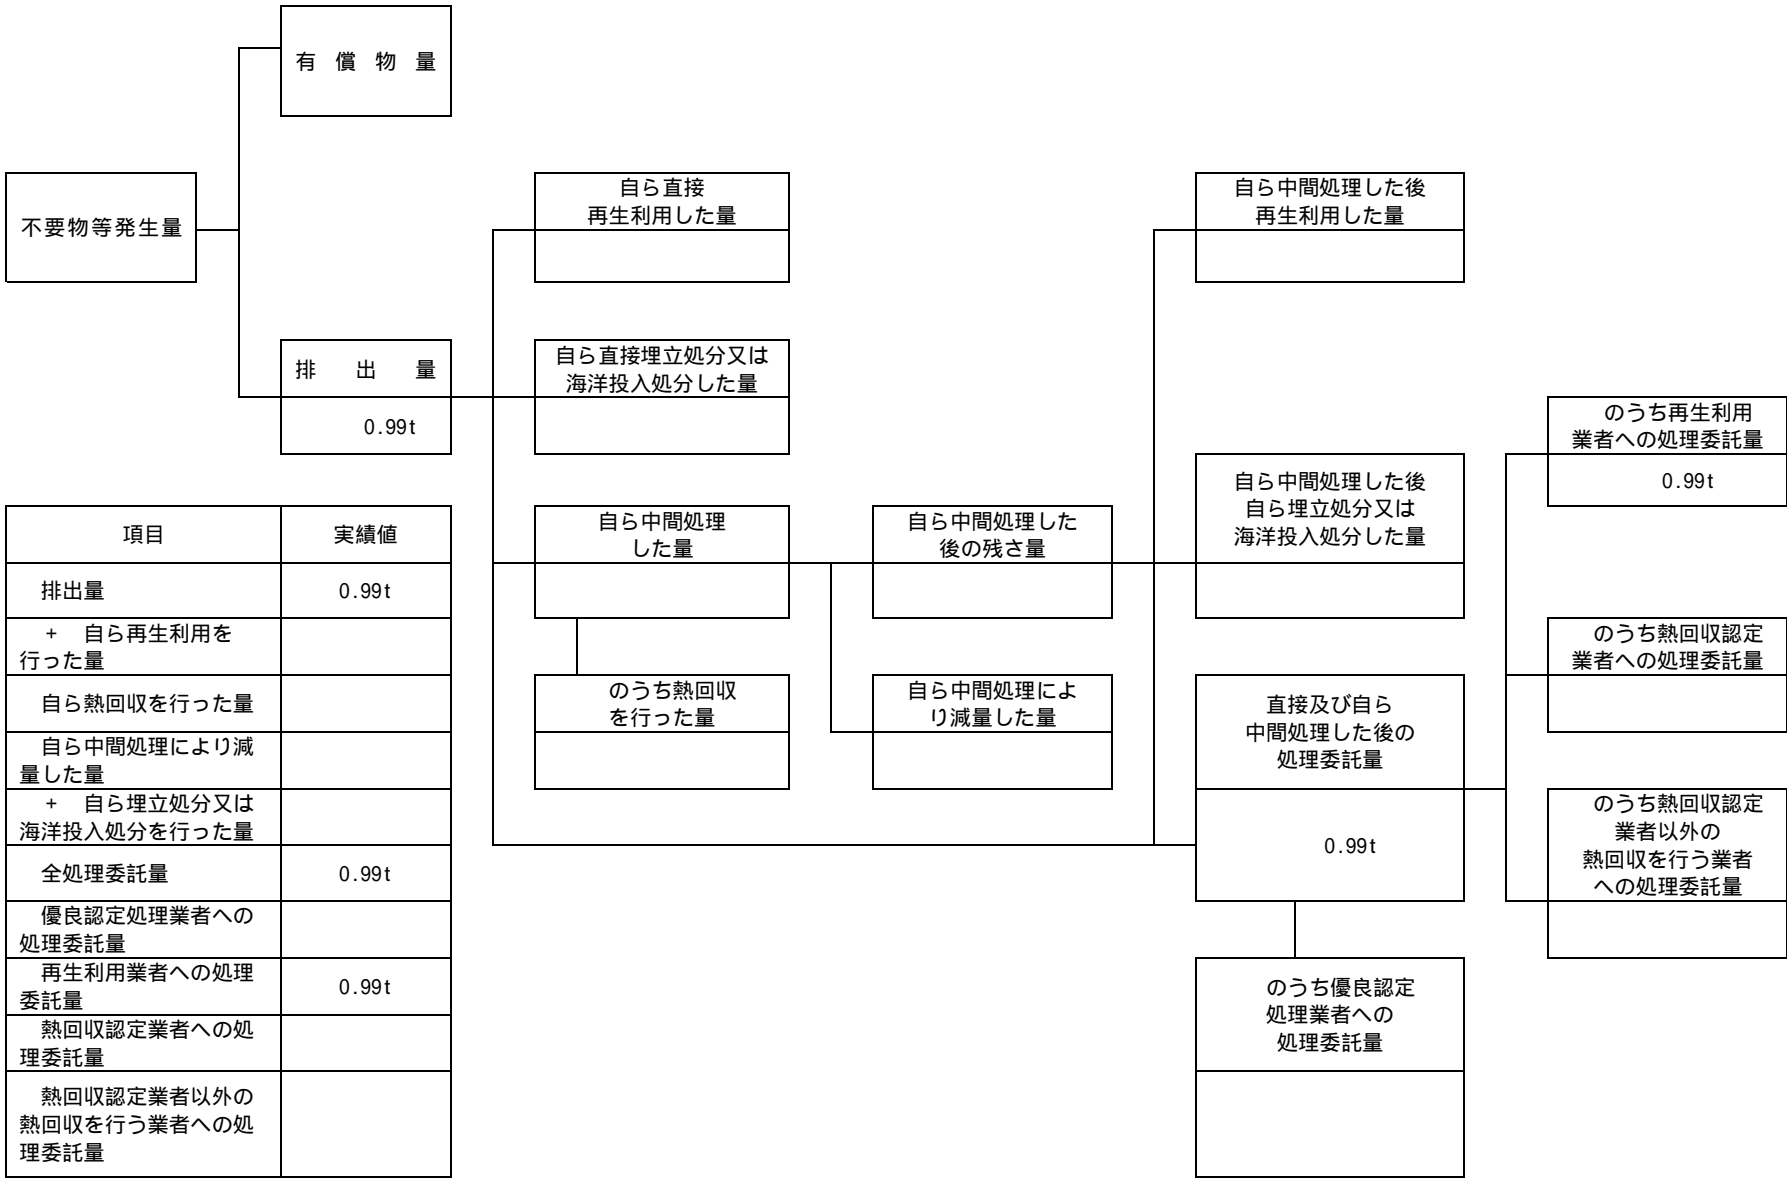 有償物量
不要物等発生量
自ら直接
再生利用した量
自ら中間処理した後
再生利用した量
排出量
0.99t
自ら直接埋立処分又は
海洋投入処分した量
のうち再生利用
業者への処理委託量
0.99t
自ら中間処理
した量
自ら中間処理した
後の残さ量
自ら中間処理した後
自ら埋立処分又は
海洋投入処分した量
のうち熱回収認定
業者への処理委託量
のうち熱回収
を行った量
自ら中間処理によ
り減量した量
直接及び自ら
中間処理した後の
処理委託量
0.99t
のうち熱回収認定
業者以外の
熱回収を行う業者
への処理委託量
のうち優良認定
処理業者への
処理委託量
項目 実績値
排出量 0.99t
+ 自ら再生利用を
行った量
自ら熱回収を行った量
自ら中間処理により減
量した量
+ 自ら埋立処分又は
海洋投入処分を行った量
全処理委託量 0.99t
優良認定処理業者への
処理委託量
再生利用業者への処理
委託量 0.99t
熱回収認定業者への処
理委託量
熱回収認定業者以外の
熱回収を行う業者への処
理委託量